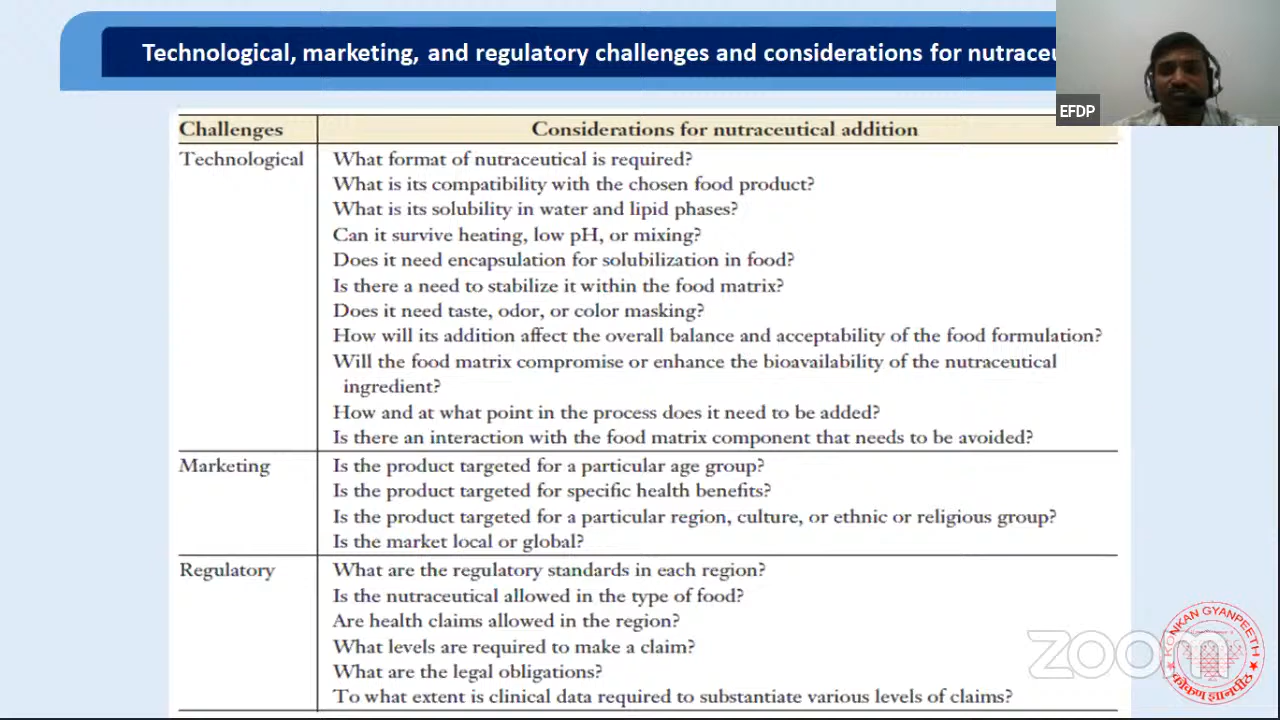 Technological, marketing, and regulatory challenges and considerations for nutraceu
EFDP
Challenges Considerations for nutraceutical addition
Technological What format of nutraceutical is required?
What is its compatibility with the chosen food product?
What is its solubility in water and lipid phases?
Can it survive heating, low pH, or mixing?
Does it need encapsulation for solubilization in food?
Is there a need to stabilize it within the food matrix?
Does it need taste, odor, or color masking?
How will its addition affect the overall balance and acceptability of the food formulation?
Will the food matrix compromise or enhance the bioavailability of the nutraceutical
ingredient?
How and at what point in the process does it need to be added?
Is there an interaction with the food matrix component that needs to be avoided?
Marketing Is the product targeted for a particular age group?
Is the product targeted for specific health benefits?
Is the product targeted for a particular region, culture, or ethnic or religious group?
Is the market local or global?
Regulatory What are the regulatory standards in each region?
Is the nutraceutical allowed in the type of food?
Are health claims allowed in the region?
What levels are required to make a claim?
What are the legal obligations?
To what extent is clinical data required to substantiate various levels of claims?
zoom
KONKAN GYANPEETH
कोंकण ज्ञानपीठ